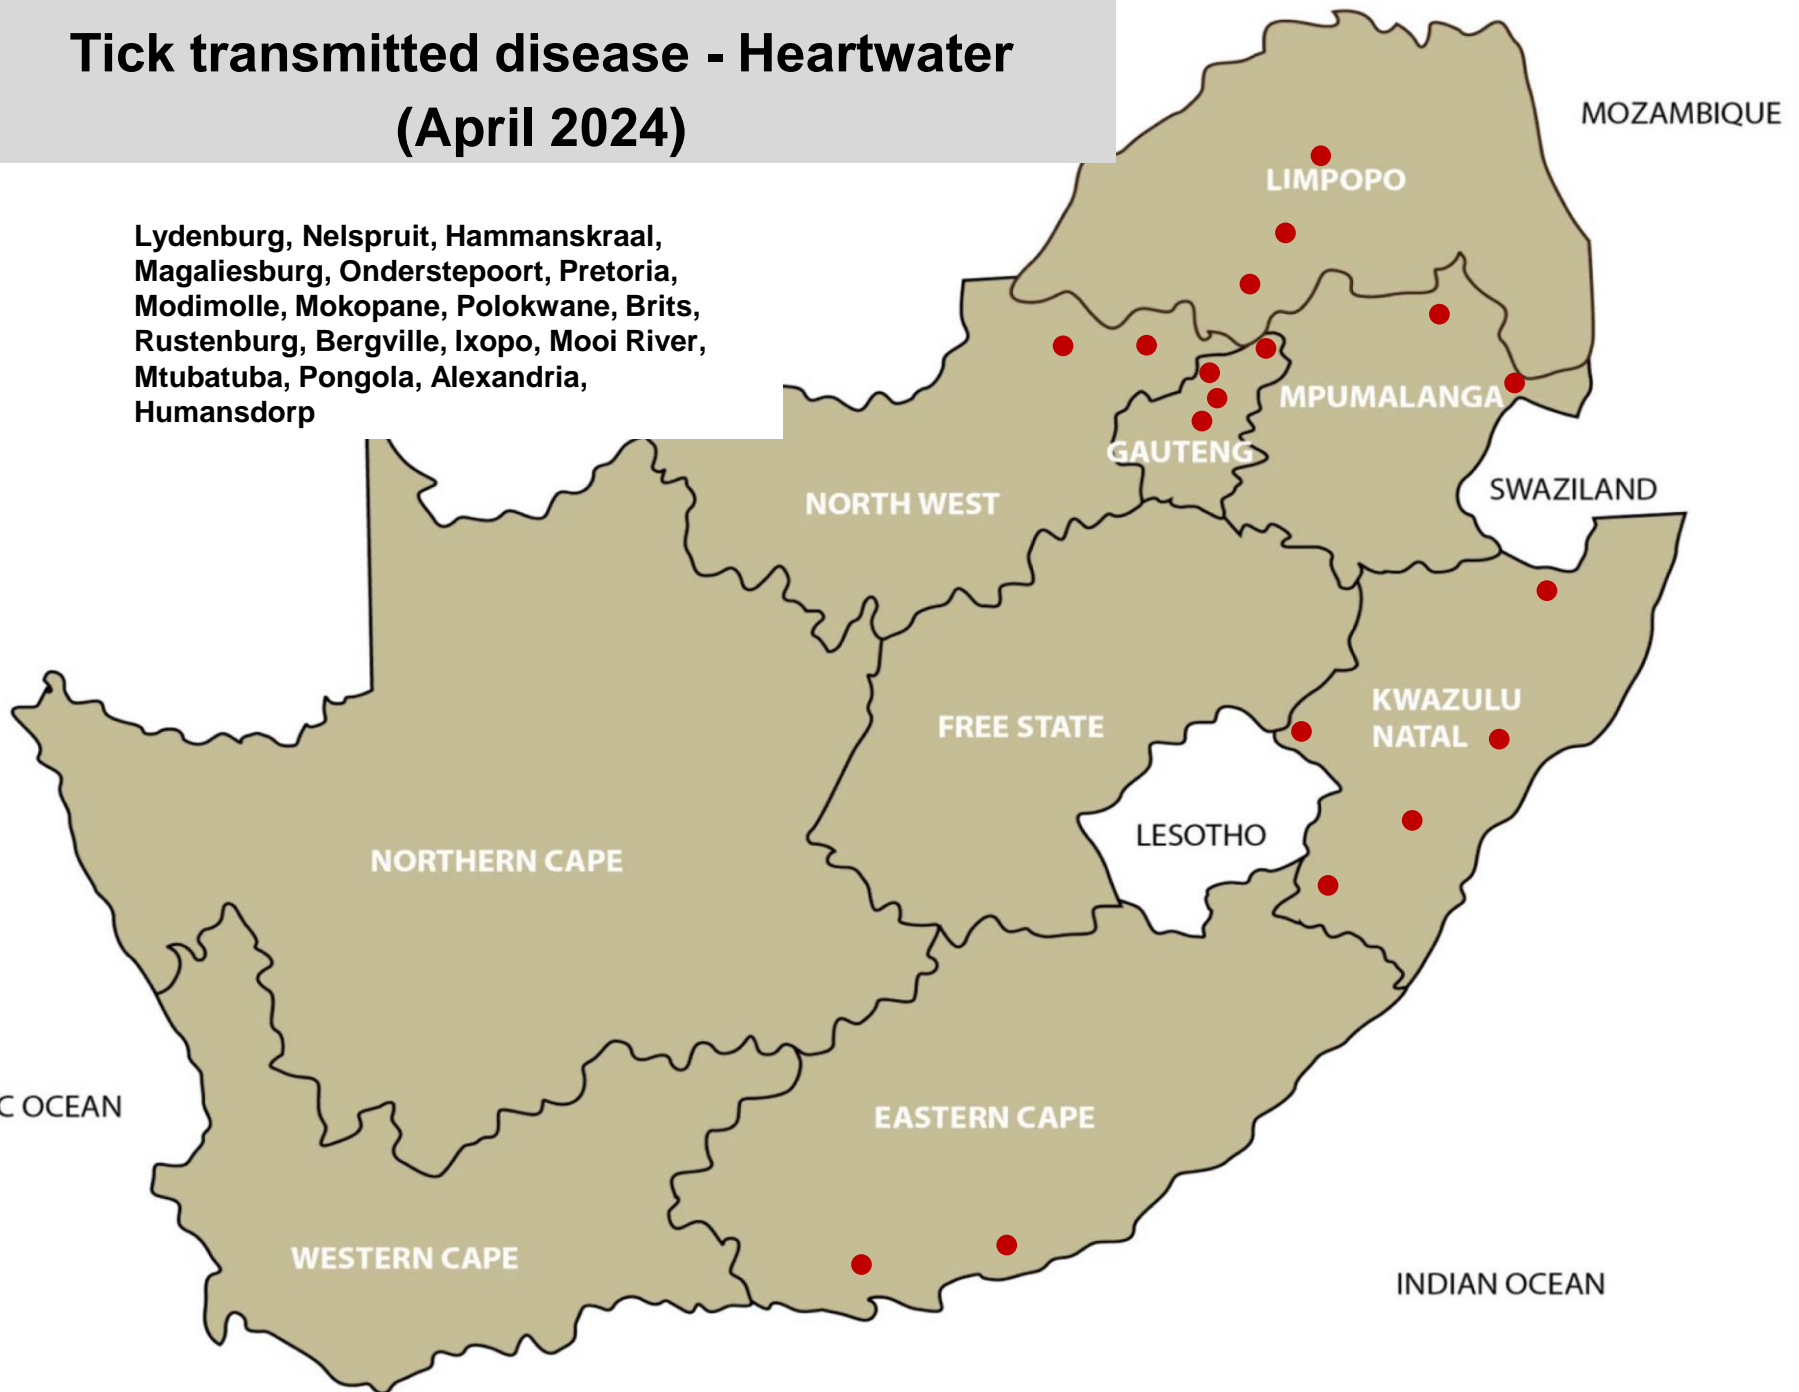 Tick transmitted disease - Heartwater
(April 2024)
MOZAMBIQUE
LIMPOPO
Lydenburg, Nelspruit, Hammanskraal,
Magaliesburg, Onderstepoort, Pretoria,
Modimolle, Mokopane, Polokwane, Brits,
Rustenburg, Bergville, Ixopo, Mooi River,
Mtubatuba, Pongola, Alexandria,
Humansdorp
MPUMALANGA
GAUTENG
SWAZILAND
NORTH WEST
KWAZULU
NATAL
FREE STATE
LESOTHO
NORTHERN CAPE
C OCEAN
EASTERN CAPE
WESTERN CAPE
INDIAN OCEAN